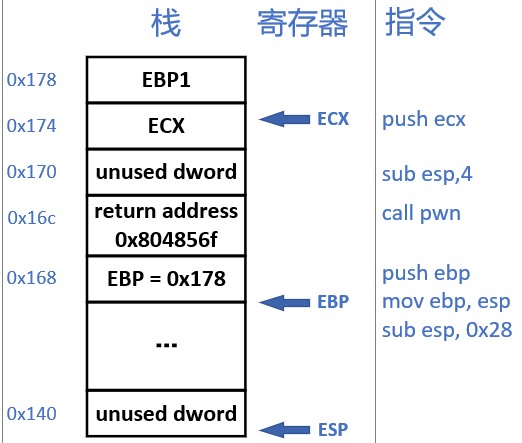 栈 寄存器 指令
0x178 EBP1
0x174 ECX ECX push ecx
0x170 unused dword sub esp,4
0x16c return address call pwn
0x804856f
0x168 EBP = 0x178 push ebp
EBP mov ebp, esp
... sub esp, 0x28
0x140 unused dword
ESP